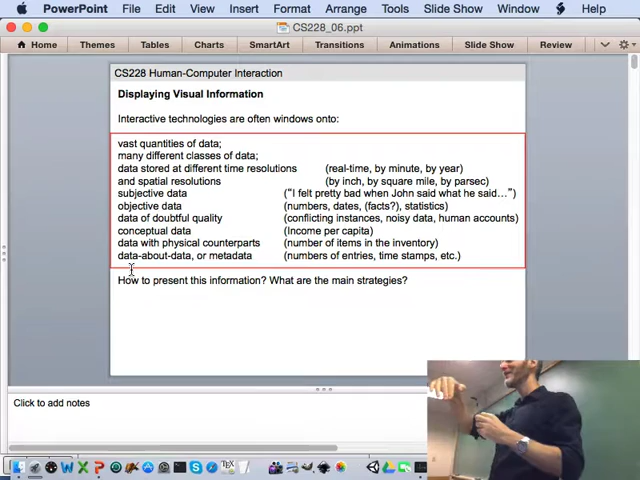 PowerPoint File Edit View Insert Format Arrange Tools Slide Show Window Help
CS228_06.ppt
Home Themes Tables Charts SmartArt Transitions Animations Slide Show Review
CS228 Human-Computer Interaction
Displaying Visual Information
Interactive technologies are often windows onto:
vast quantities of data;
many different classes of data;
data stored at different time resolutions (real-time, by minute, by year)
and spatial resolutions (by inch, by square mile, by parsec)
subjective data (“I felt pretty bad when John said what he said…”)
objective data (numbers, dates, (facts?), statistics)
data of doubtful quality (conflicting instances, noisy data, human accounts)
conceptual data (Income per capita)
data with physical counterparts (number of items in the inventory)
data-about-data, or metadata (numbers of entries, time stamps, etc.)
How to present this information? What are the main strategies?
Click to add notes